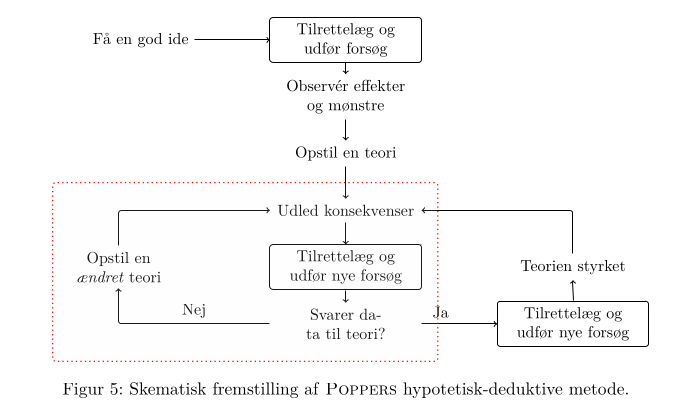 Få en god ide
Tilrettelæg og
udfør forsøg
Observér effekter
og mønstre
Opstil en teori
Udled konsekvenser
Opstil en
ændret teori
Tilrettelæg og
udfør nye forsøg
Teorien styrket
Nej
Svarer da-
ta til teori?
Ja
Tilrettelæg og
udfør nye forsøg
Figur 5: Skematisk fremstilling af POPPERS hypotetisk-deduktive metode.